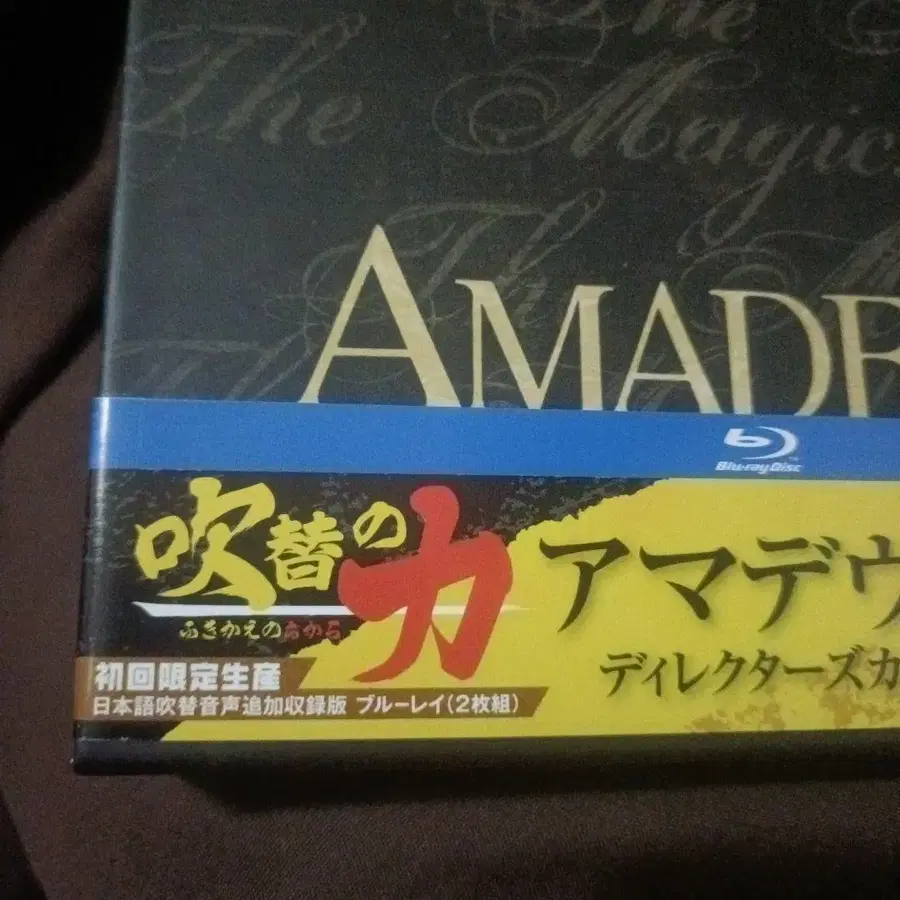 The
The Magic
Th
AMADE
Blu-ray Disc
吹替の力
ふきかえのちから
アマデウ
ディレクターズカ
初回限定生産
日本語吹替音声追加収録版 ブルーレイ(2枚組)